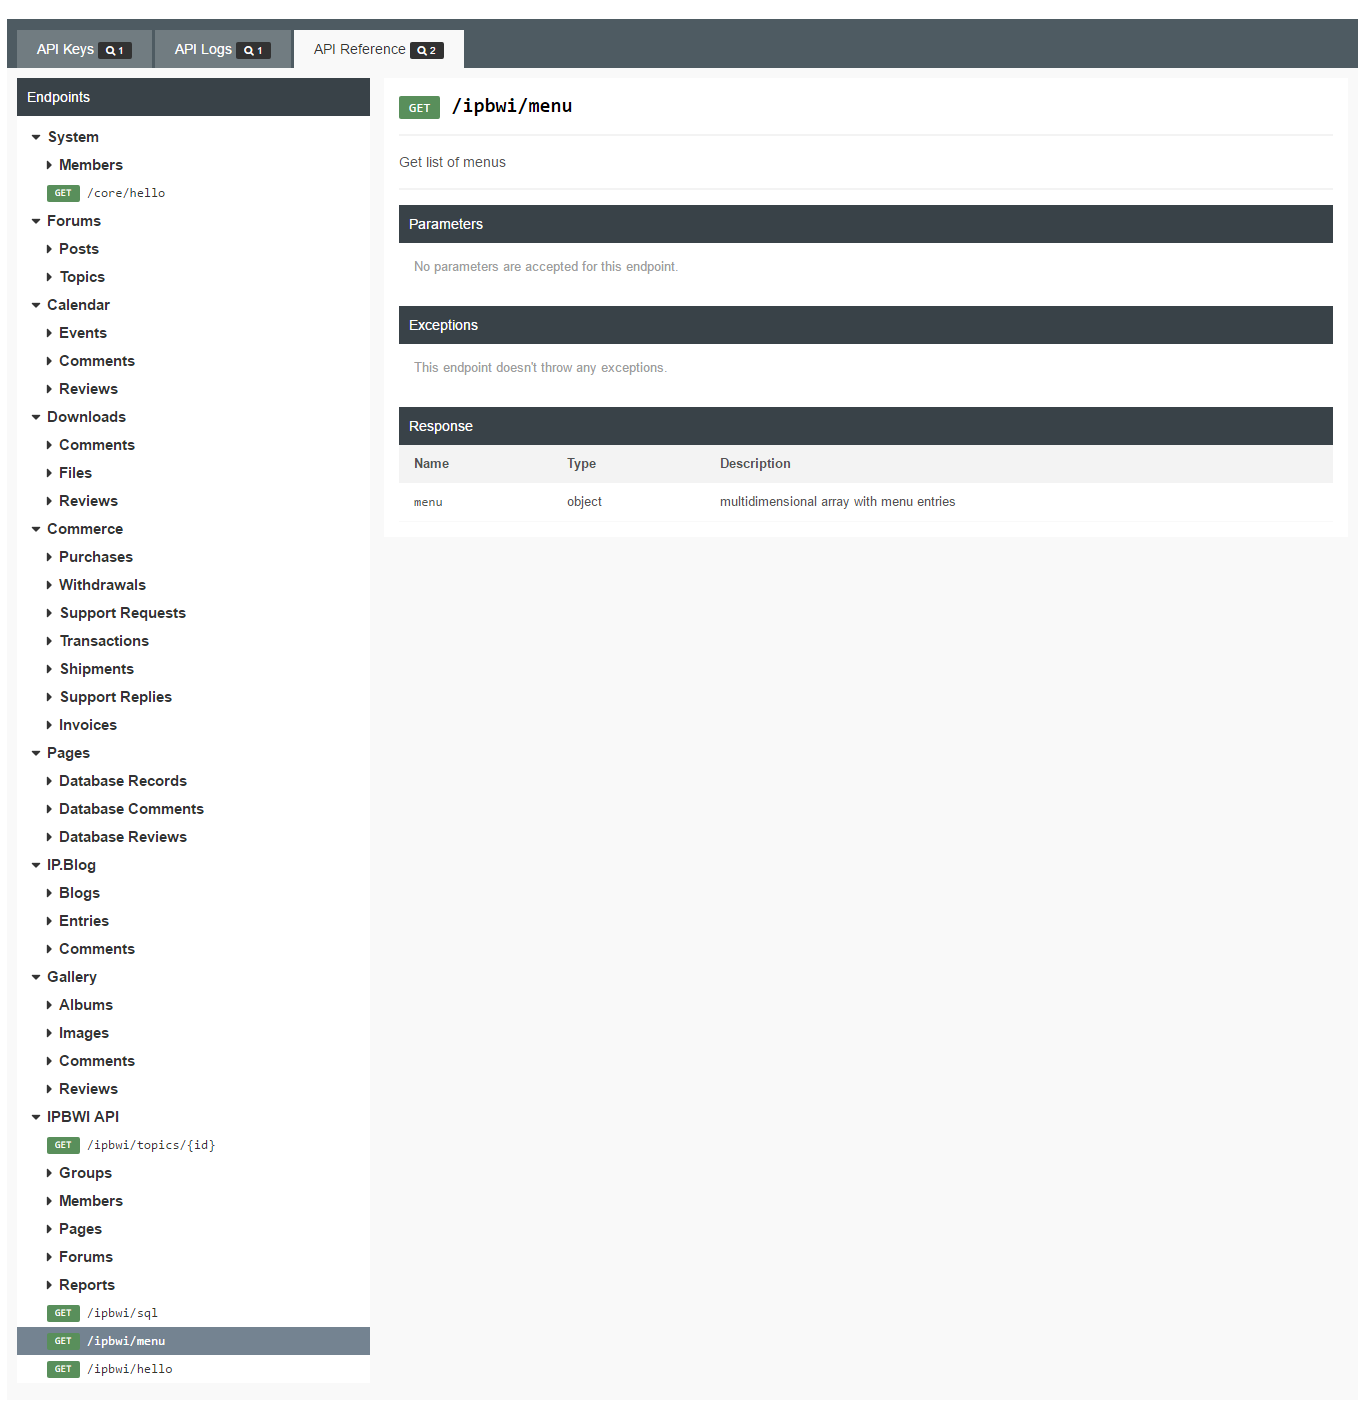 API Keys 1 API Logs 1 API Reference 2
Endpoints
System
Members
GET /core/hello
Forums
Posts
Topics
Calendar
Events
Comments
Reviews
Downloads
Comments
Files
Reviews
Commerce
Purchases
Withdrawals
Support Requests
Transactions
Shipments
Support Replies
Invoices
Pages
Database Records
Database Comments
Database Reviews
IP.Blog
Blogs
Entries
Comments
Gallery
Albums
Images
Comments
Reviews
IPBWI API
GET /ipbwi/topics/{id}
Groups
Members
Pages
Forums
Reports
GET /ipbwi/sql
GET /ipbwi/menu
GET /ipbwi/hello
GET /ipbwi/menu
Get list of menus
Parameters
No parameters are accepted for this endpoint.
Exceptions
This endpoint doesn't throw any exceptions.
Response
Name Type Description
menu object multidimensional array with menu entries